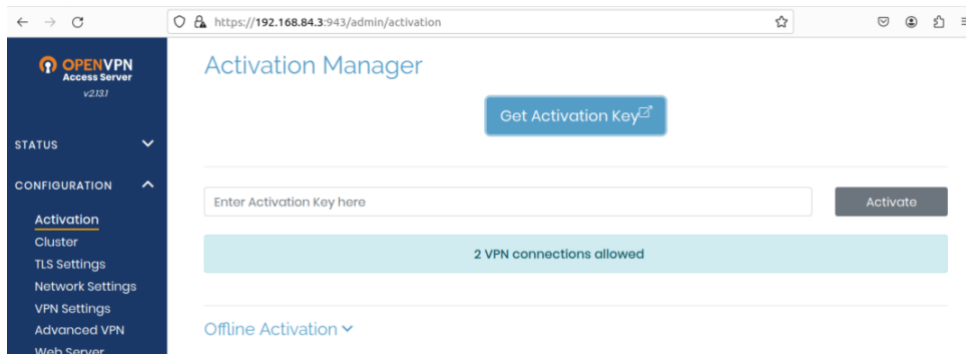 https://192.168.84.3:943/admin/activation
OPENVPN
Access Server
v2.13.1
STATUS
CONFIGURATION
Activation
Cluster
TLS Settings
Network Settings
VPN Settings
Advanced VPN
Web Server
Activation Manager
Get Activation Key
Enter Activation Key here
Activate
2 VPN connections allowed
Offline Activation